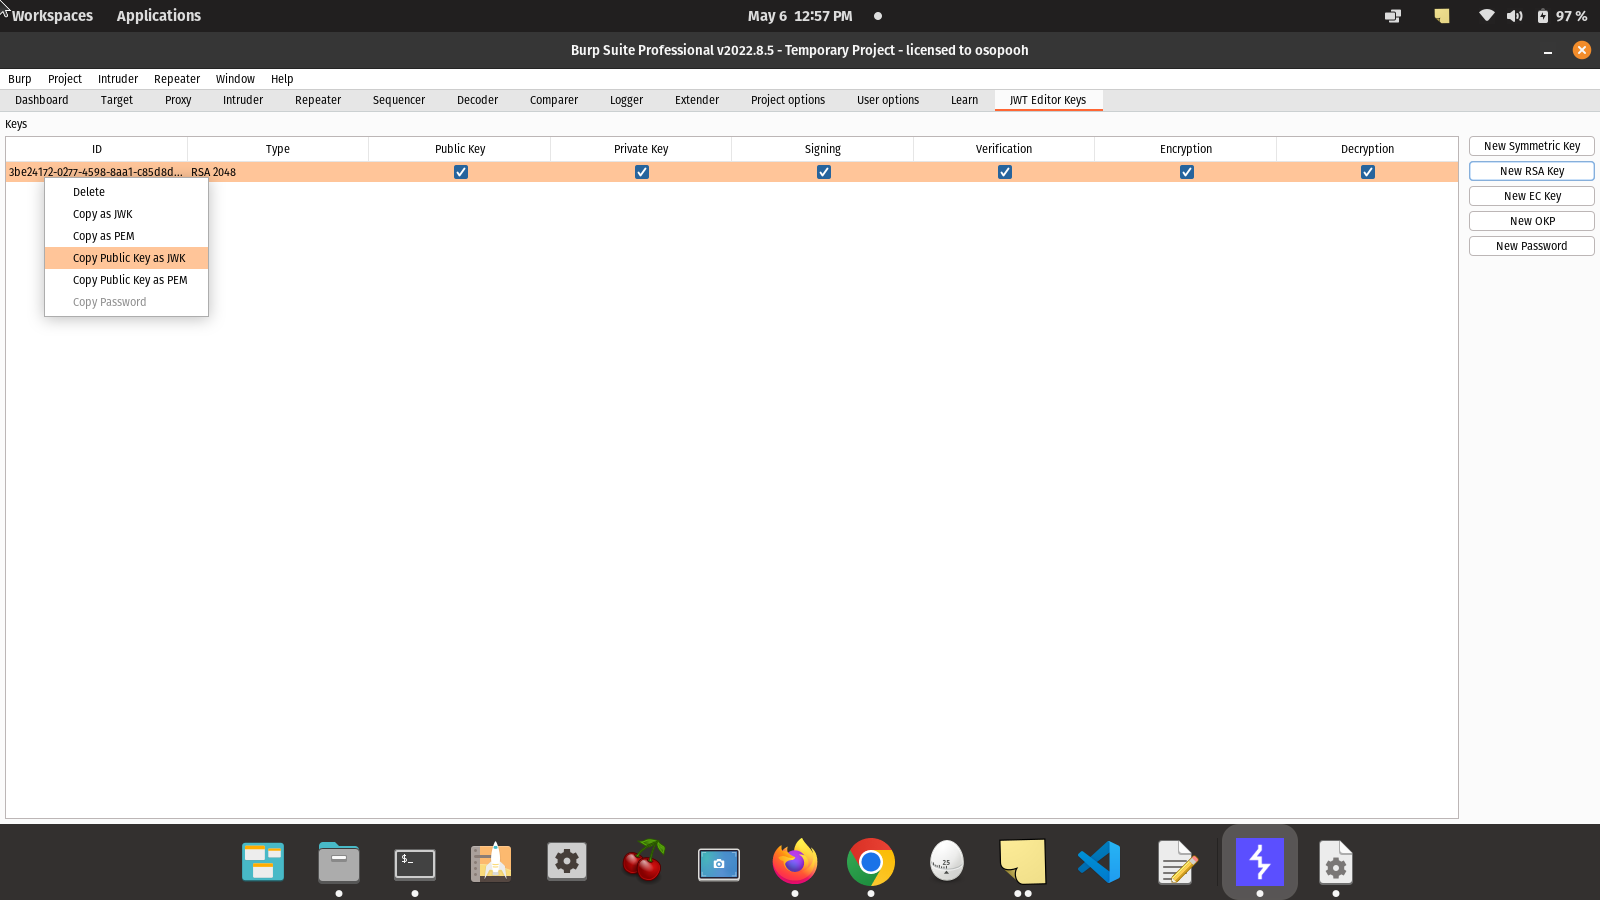 Workspaces Applications May 6 12:57 PM 97 %
Burp Suite Professional v2022.8.5 - Temporary Project - licensed to osopooh
Burp Project Intruder Repeater Window Help
Dashboard Target Proxy Intruder Repeater Sequencer Decoder Comparer Logger Extender Project options User options Learn JWT Editor Keys
Keys
ID Type Public Key Private Key Signing Verification Encryption Decryption
3be24172-0277-4598-8aa1-c85d8d... RSA 2048
Delete
Copy as JWK
Copy as PEM
Copy Public Key as JWK
Copy Public Key as PEM
Copy Password
New Symmetric Key
New RSA Key
New EC Key
New OKP
New Password
$_
25